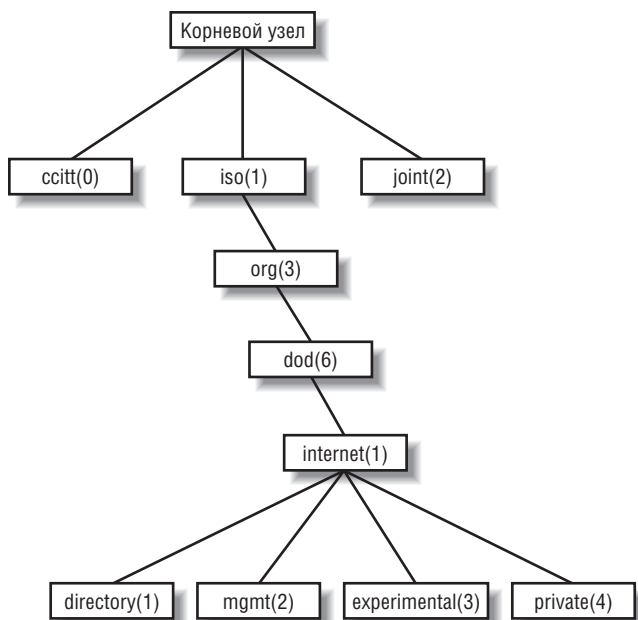 Корневой узел
ccitt(0)
iso(1)
joint(2)
org(3)
dod(6)
internet(1)
directory(1)
mgmt(2)
experimental(3)
private(4)